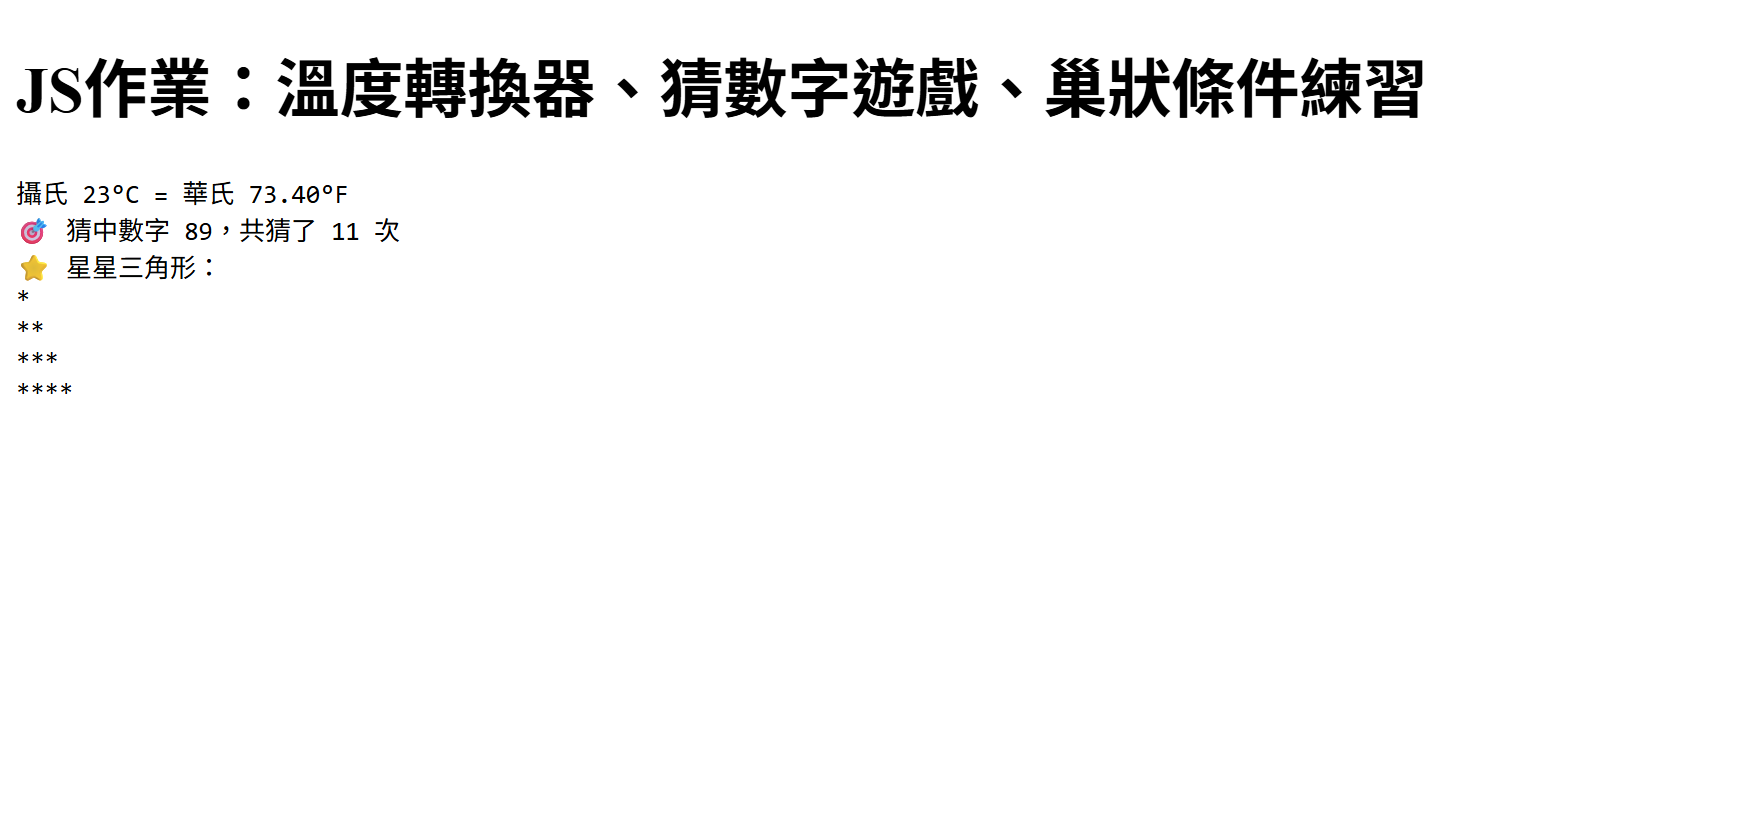 JS作業：溫度轉換器、猜數字遊戲、巢狀條件練習
攝氏 23°C = 華氏 73.40°F
🎯 猜中數字 89，共猜了 11 次
⭐ 星星三角形：
*
**
***
****